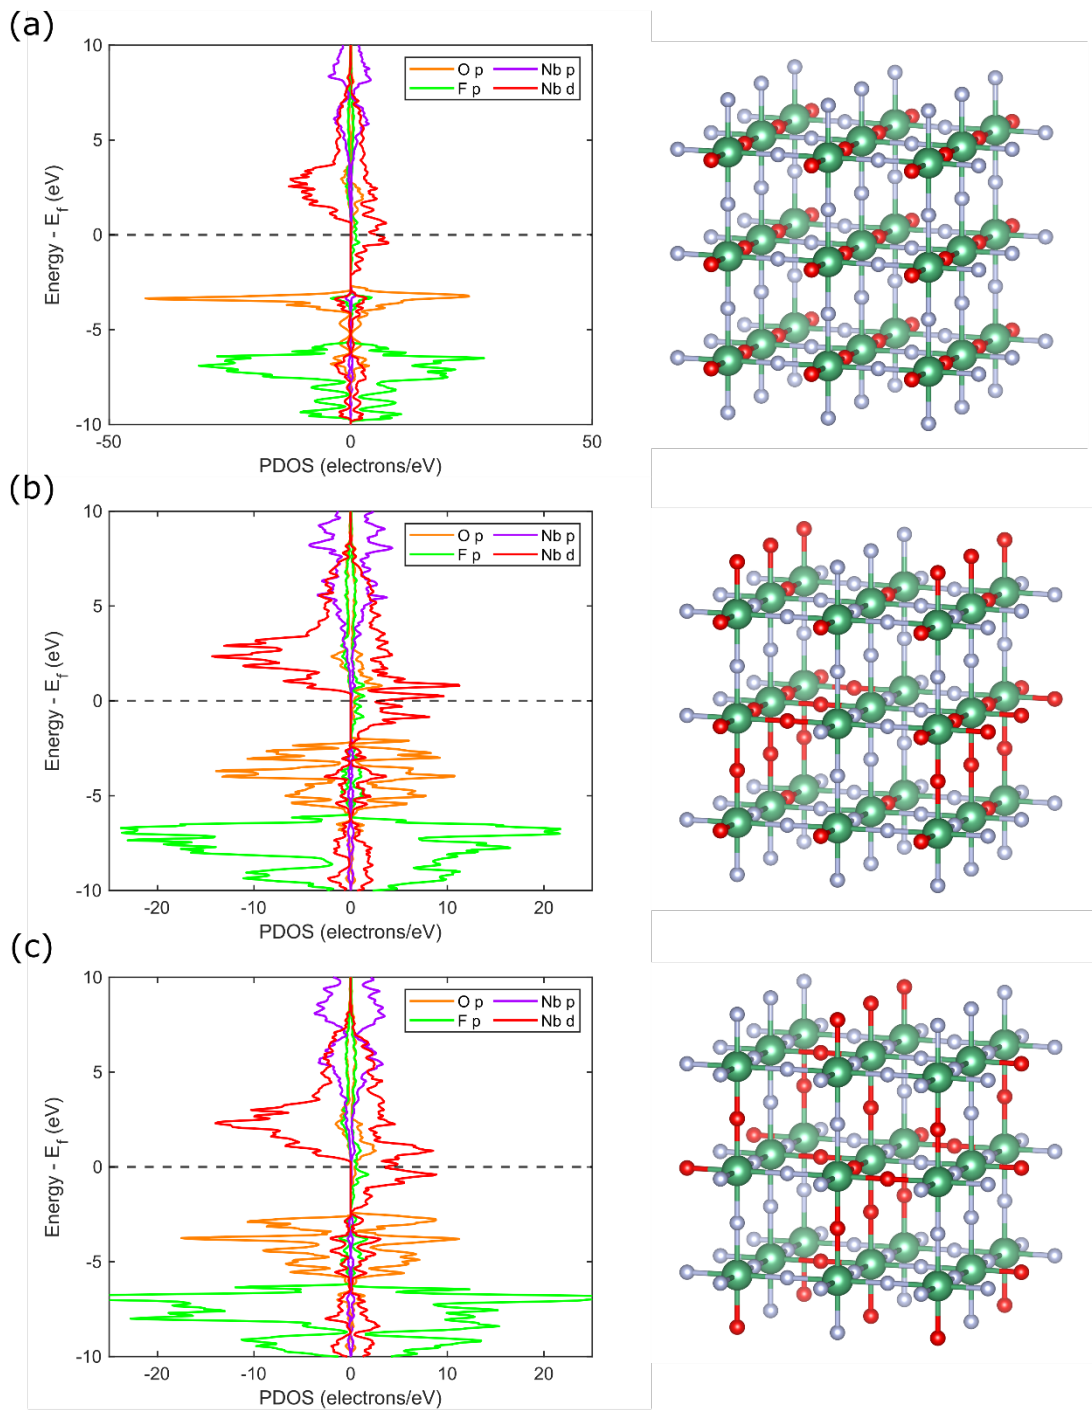 (a)
10
5
0
-5
-10
Energy - E_f (eV)
O p
Nb p
F p
Nb d
-50
0
50
PDOS (electrons/eV)
(b)
10
5
0
-5
-10
Energy - E_f (eV)
O p
Nb p
F p
Nb d
-20
-10
0
10
20
PDOS (electrons/eV)
(c)
10
5
0
-5
-10
Energy - E_f (eV)
O p
Nb p
F p
Nb d
-20
-10
0
10
20
PDOS (electrons/eV)